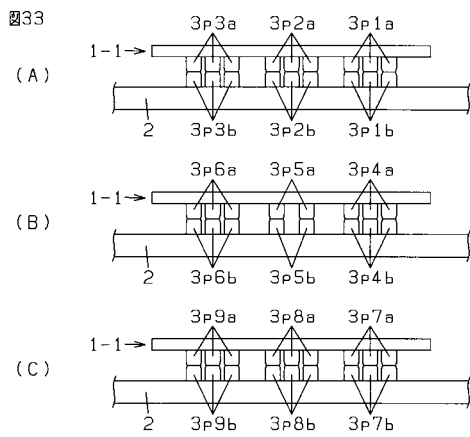 図33
3p3a 3p2a 3p1a
1-1
(A)
2 3p3b 3p2b 3p1b
3p6a 3p5a 3p4a
1-1
(B)
2 3p6b 3p5b 3p4b
3p9a 3p8a 3p7a
1-1
(C)
2 3p9b 3p8b 3p7b